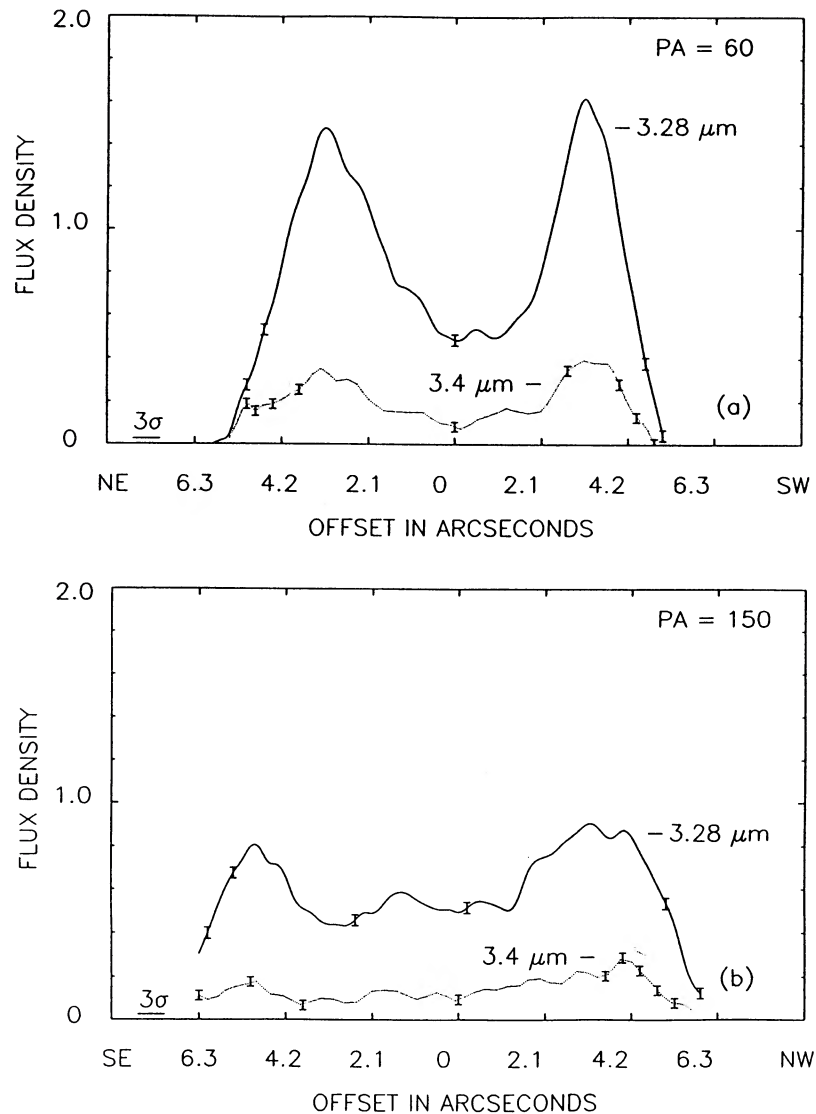 2.0
PA = 60
3.28 μm
FLUX DENSITY
1.0
3.4 μm
(a)
3σ
0
NE 6.3 4.2 2.1 0 2.1 4.2 6.3 SW
OFFSET IN ARCSECONDS
2.0
PA = 150
FLUX DENSITY
1.0
3.28 μm
3.4 μm
(b)
3σ
0
SE 6.3 4.2 2.1 0 2.1 4.2 6.3 NW
OFFSET IN ARCSECONDS